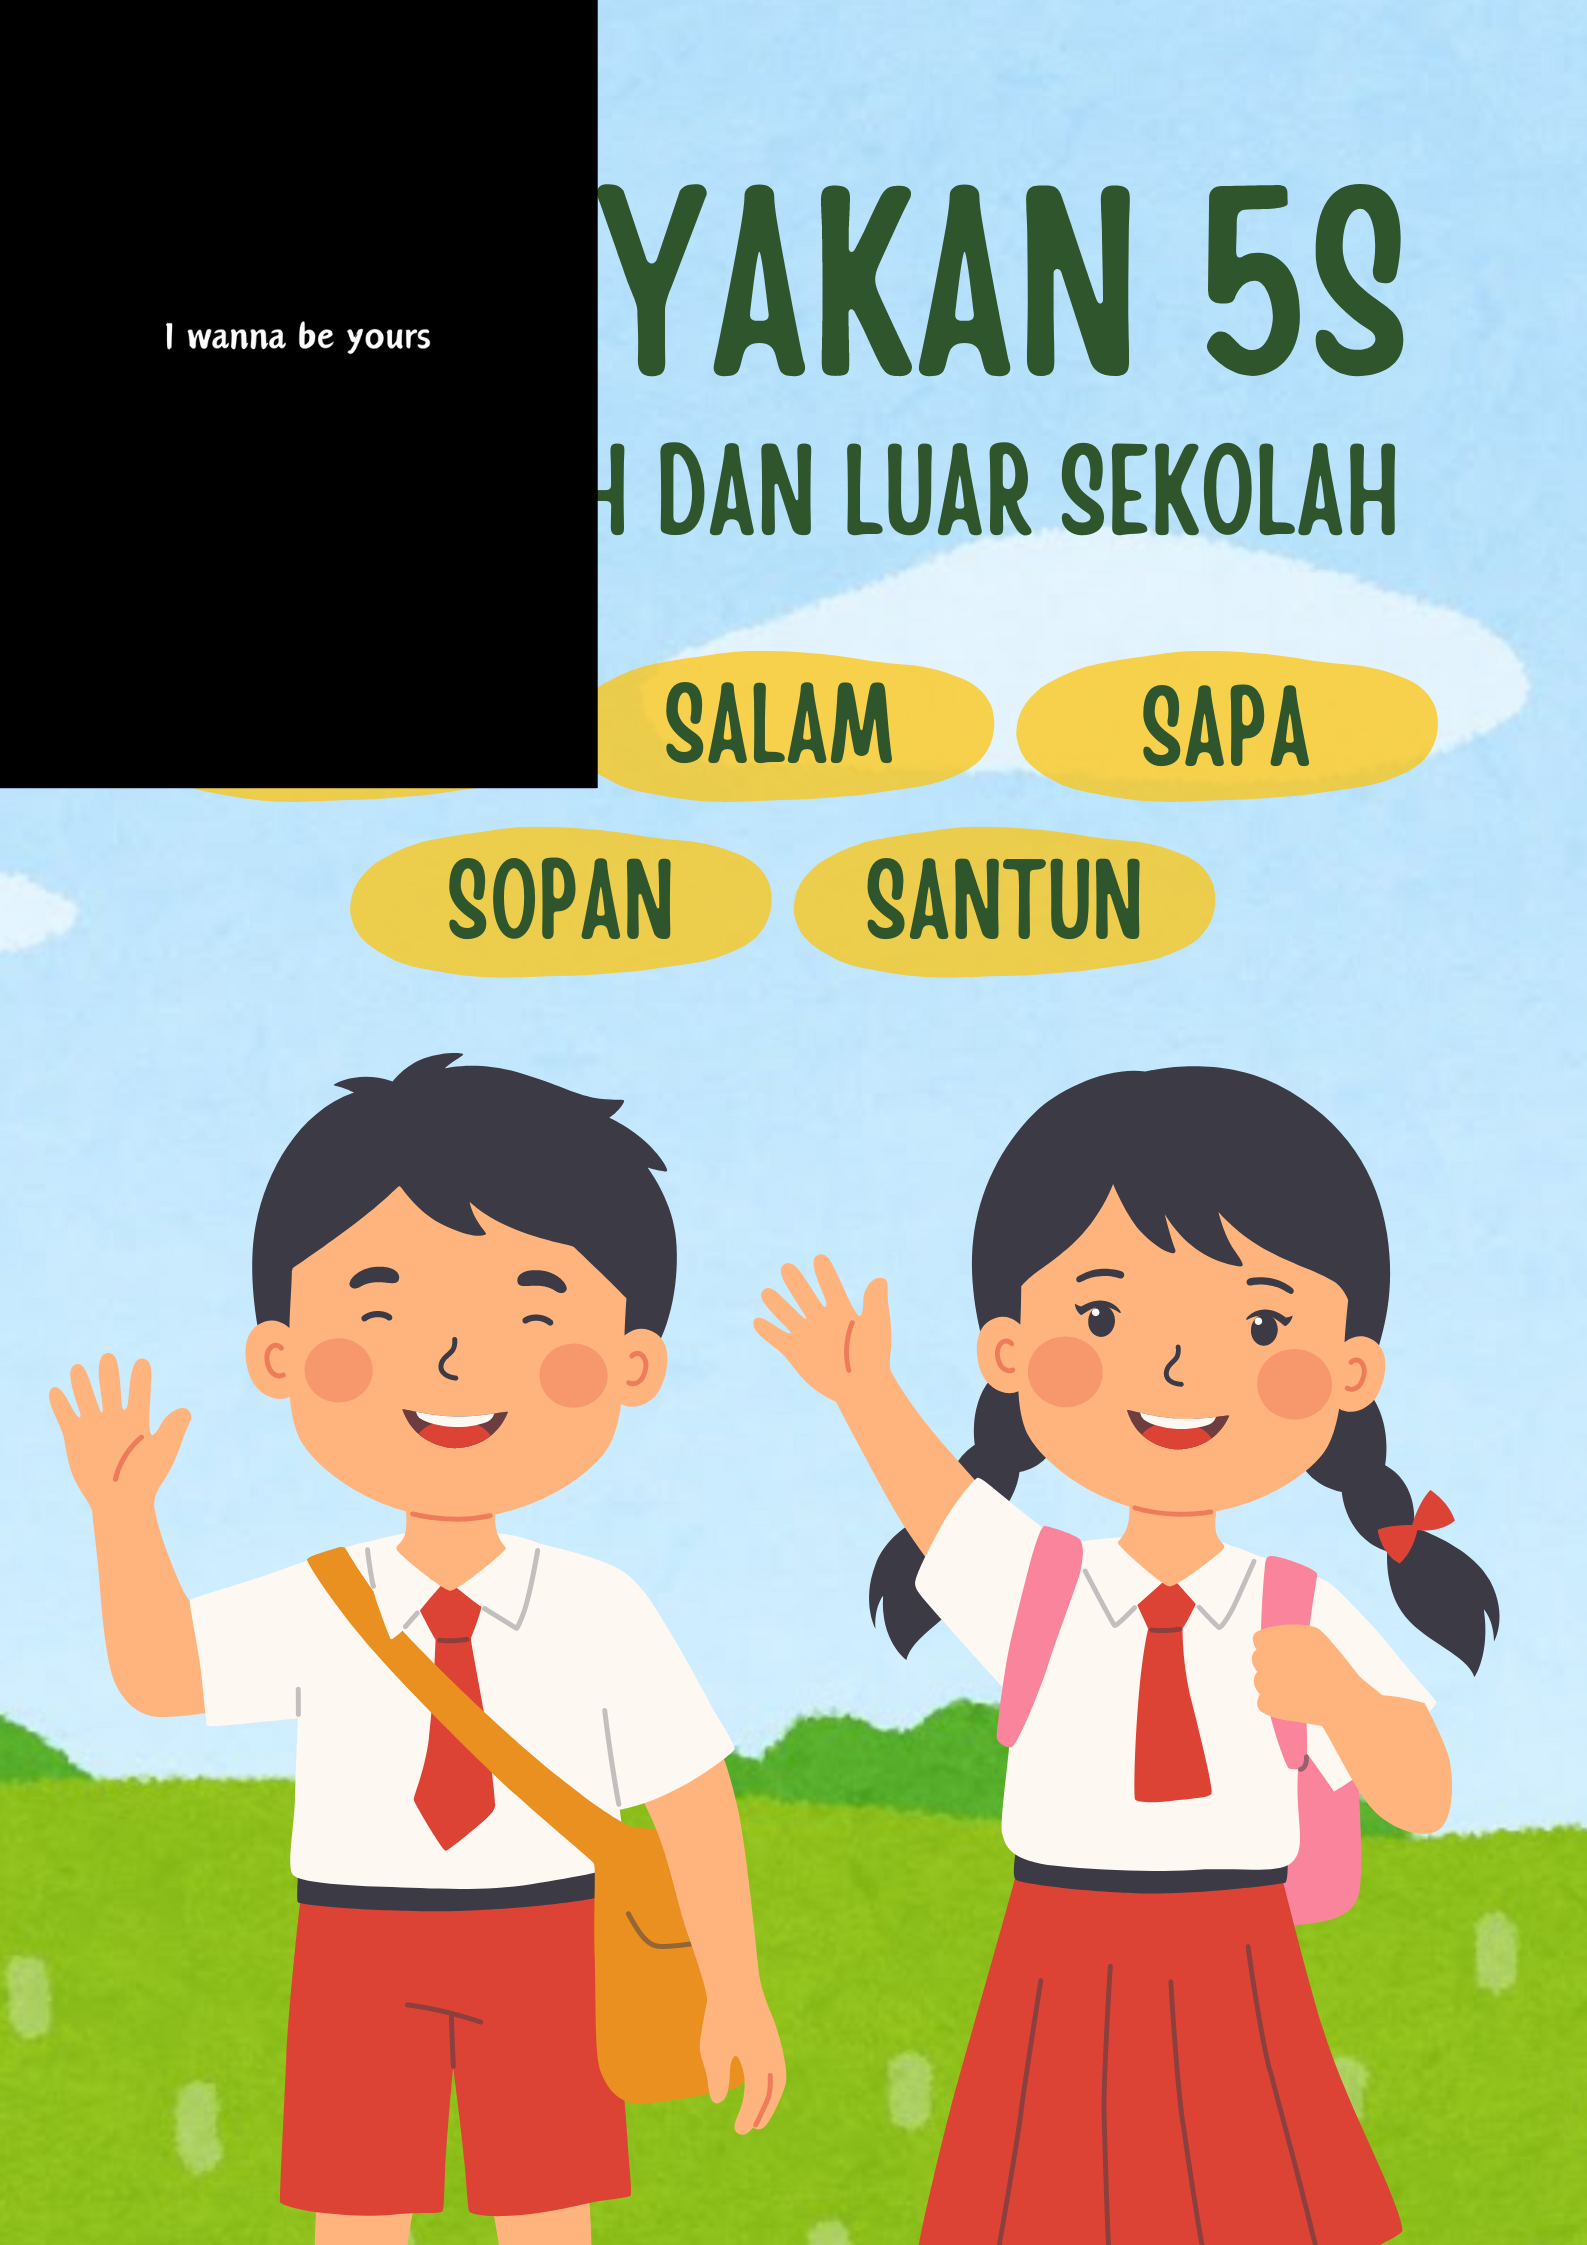 I wanna be yours
YAKAN 5S
H DAN LUAR SEKOLAH
SALAM SAPA
SOPAN SANTUN